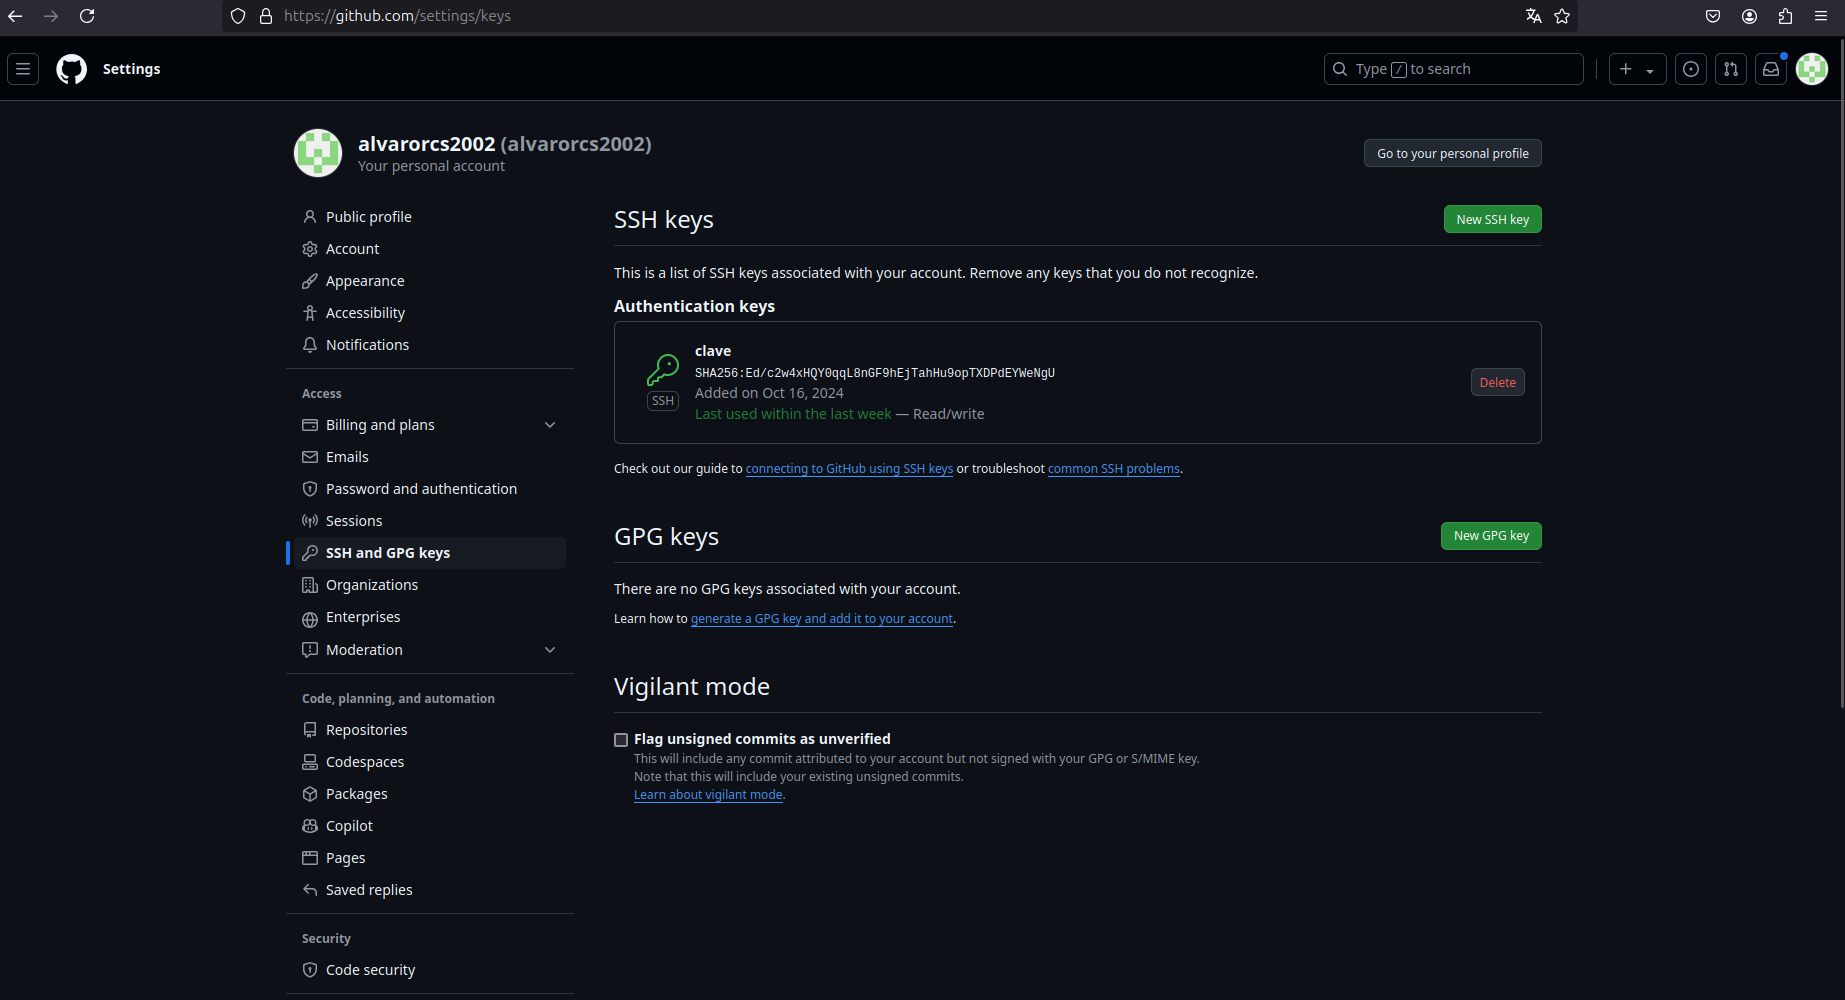 https://github.com/settings/keys
Settings
Type / to search
alvarorcs2002 (alvarorcs2002)
Your personal account
Go to your personal profile
Public profile
Account
Appearance
Accessibility
Notifications
Access
Billing and plans
Emails
Password and authentication
Sessions
SSH and GPG keys
Organizations
Enterprises
Moderation
Code, planning, and automation
Repositories
Codespaces
Packages
Copilot
Pages
Saved replies
Security
Code security
SSH keys
New SSH key
This is a list of SSH keys associated with your account. Remove any keys that you do not recognize.
Authentication keys
clave
SHA256:Ed/c2w4xHQY0qqL8nGF9hEjTahHu9opTXDPdEYWeNgU
Added on Oct 16, 2024
Last used within the last week — Read/write
SSH
Delete
Check out our guide to connecting to GitHub using SSH keys or troubleshoot common SSH problems.
GPG keys
New GPG key
There are no GPG keys associated with your account.
Learn how to generate a GPG key and add it to your account.
Vigilant mode
Flag unsigned commits as unverified
This will include any commit attributed to your account but not signed with your GPG or S/MIME key.
Note that this will include your existing unsigned commits.
Learn about vigilant mode.